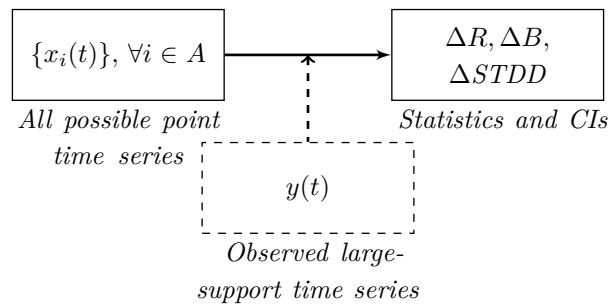 {x_i(t)}, ∀i ∈ A
All possible point
time series
ΔR, ΔB,
ΔSTDD
Statistics and CIs
y(t)
Observed large-
support time series